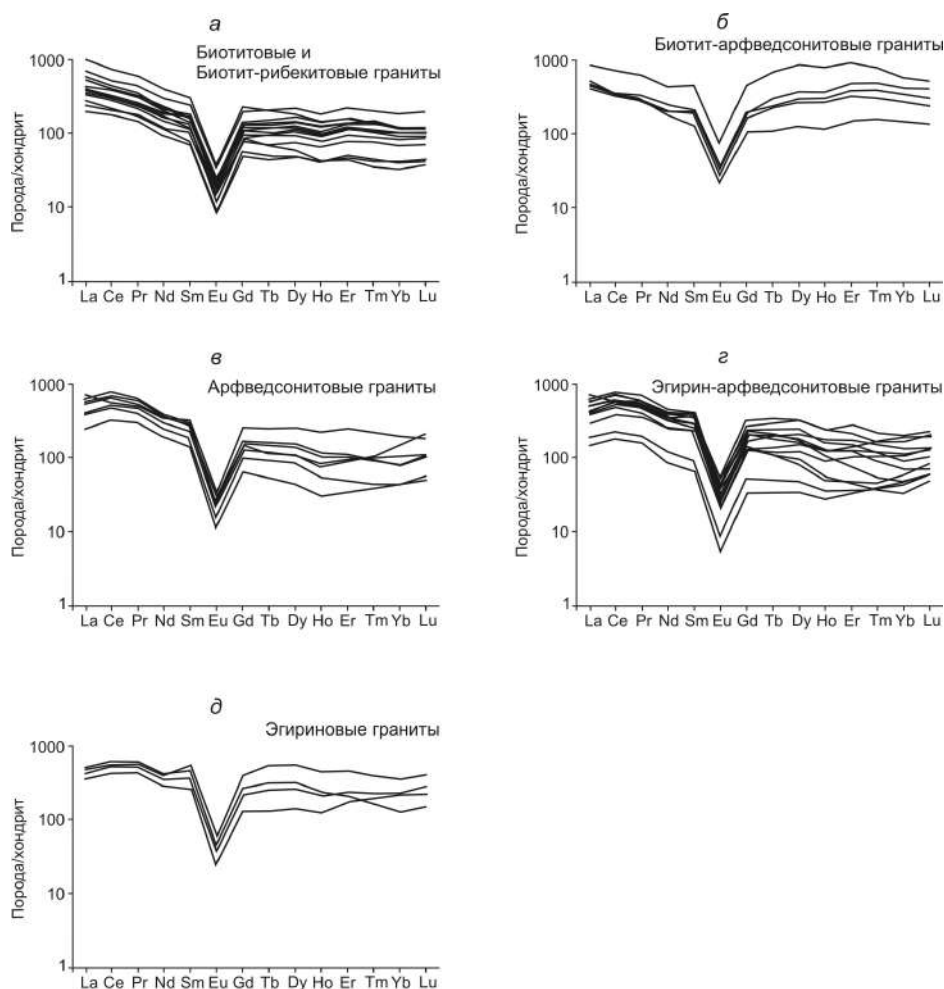 а
Биотитовые и
Биотит-рибекитовые граниты
Порода/хондрит
1000
100
10
1
La Ce Pr Nd Sm Eu Gd Tb Dy Ho Er Tm Yb Lu
б
Биотит-арфведсонитовые граниты
Порода/хондрит
1000
100
10
1
La Ce Pr Nd Sm Eu Gd Tb Dy Ho Er Tm Yb Lu
в
Арфведсонитовые граниты
Порода/хондрит
1000
100
10
1
La Ce Pr Nd Sm Eu Gd Tb Dy Ho Er Tm Yb Lu
г
Эгирин-арфведсонитовые граниты
Порода/хондрит
1000
100
10
1
La Ce Pr Nd Sm Eu Gd Tb Dy Ho Er Tm Yb Lu
д
Эгириновые граниты
Порода/хондрит
1000
100
10
1
La Ce Pr Nd Sm Eu Gd Tb Dy Ho Er Tm Yb Lu